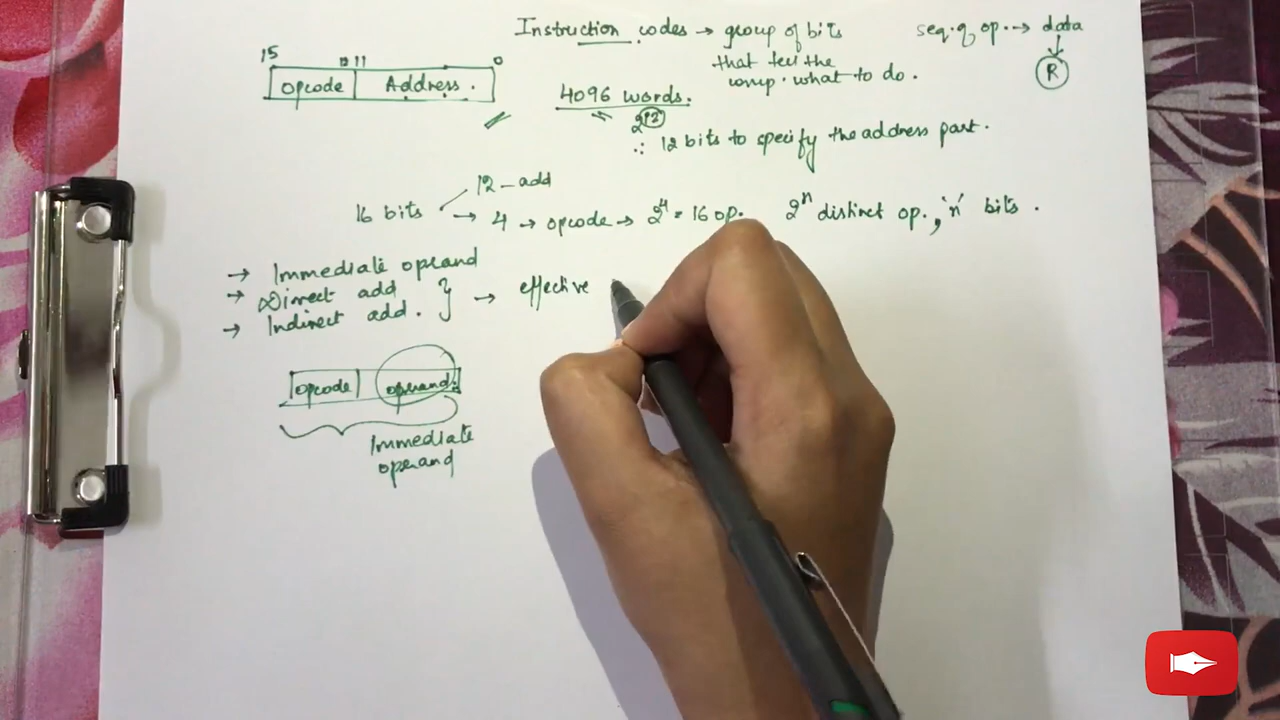 Instruction codes → group of bits
that tell the
comp. what to do.
seq. of op. → data
R
15 12 11 0
opcode Address.
4096 words.
2^12
∴ 12 bits to specify the address part.
16 bits
12 - add
→ 4 → opcode → 2^4 = 16 op.
2^n distinct op., 'n' bits.
→ Immediate operand
→ Direct add
→ Indirect add. } → effective
opcode operand.
Immediate
operand